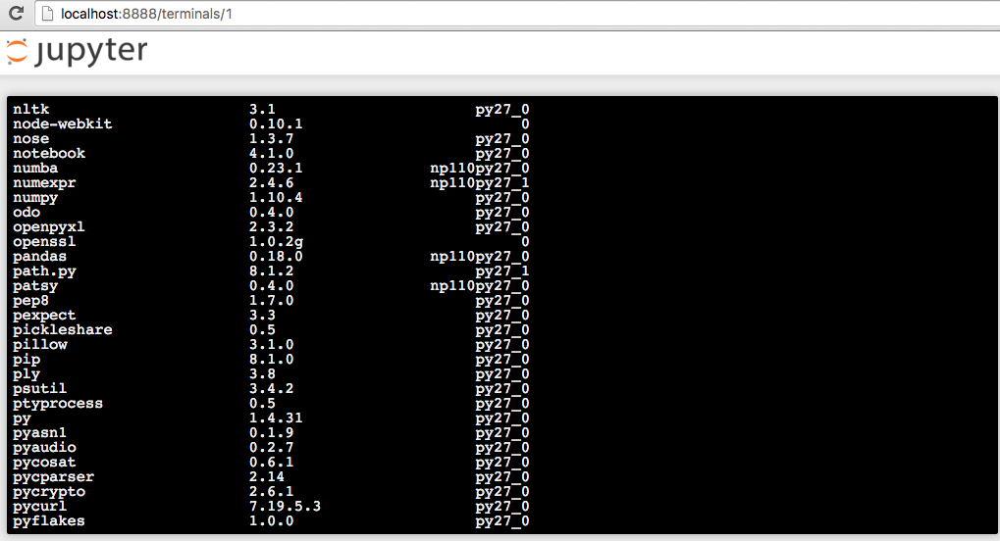 localhost:8888/terminals/1
jupyter
nltk 3.1 py27_0
node-webkit 0.10.1 0
nose 1.3.7 py27_0
notebook 4.1.0 py27_0
numba 0.23.1 np110py27_0
numexpr 2.4.6 np110py27_1
numpy 1.10.4 py27_0
odo 0.4.0 py27_0
openpyxl 2.3.2 py27_0
openssl 1.0.2g 0
pandas 0.18.0 np110py27_0
path.py 8.1.2 py27_1
patsy 0.4.0 np110py27_0
pep8 1.7.0 py27_0
pexpect 3.3 py27_0
pickleshare 0.5 py27_0
pillow 3.1.0 py27_0
pip 8.1.0 py27_0
ply 3.8 py27_0
psutil 3.4.2 py27_0
ptyprocess 0.5 py27_0
py 1.4.31 py27_0
pyasn1 0.1.9 py27_0
pyaudio 0.2.7 py27_0
pycosat 0.6.1 py27_0
pycparser 2.14 py27_0
pycrypto 2.6.1 py27_0
pycurl 7.19.5.3 py27_0
pyflakes 1.0.0 py27_0